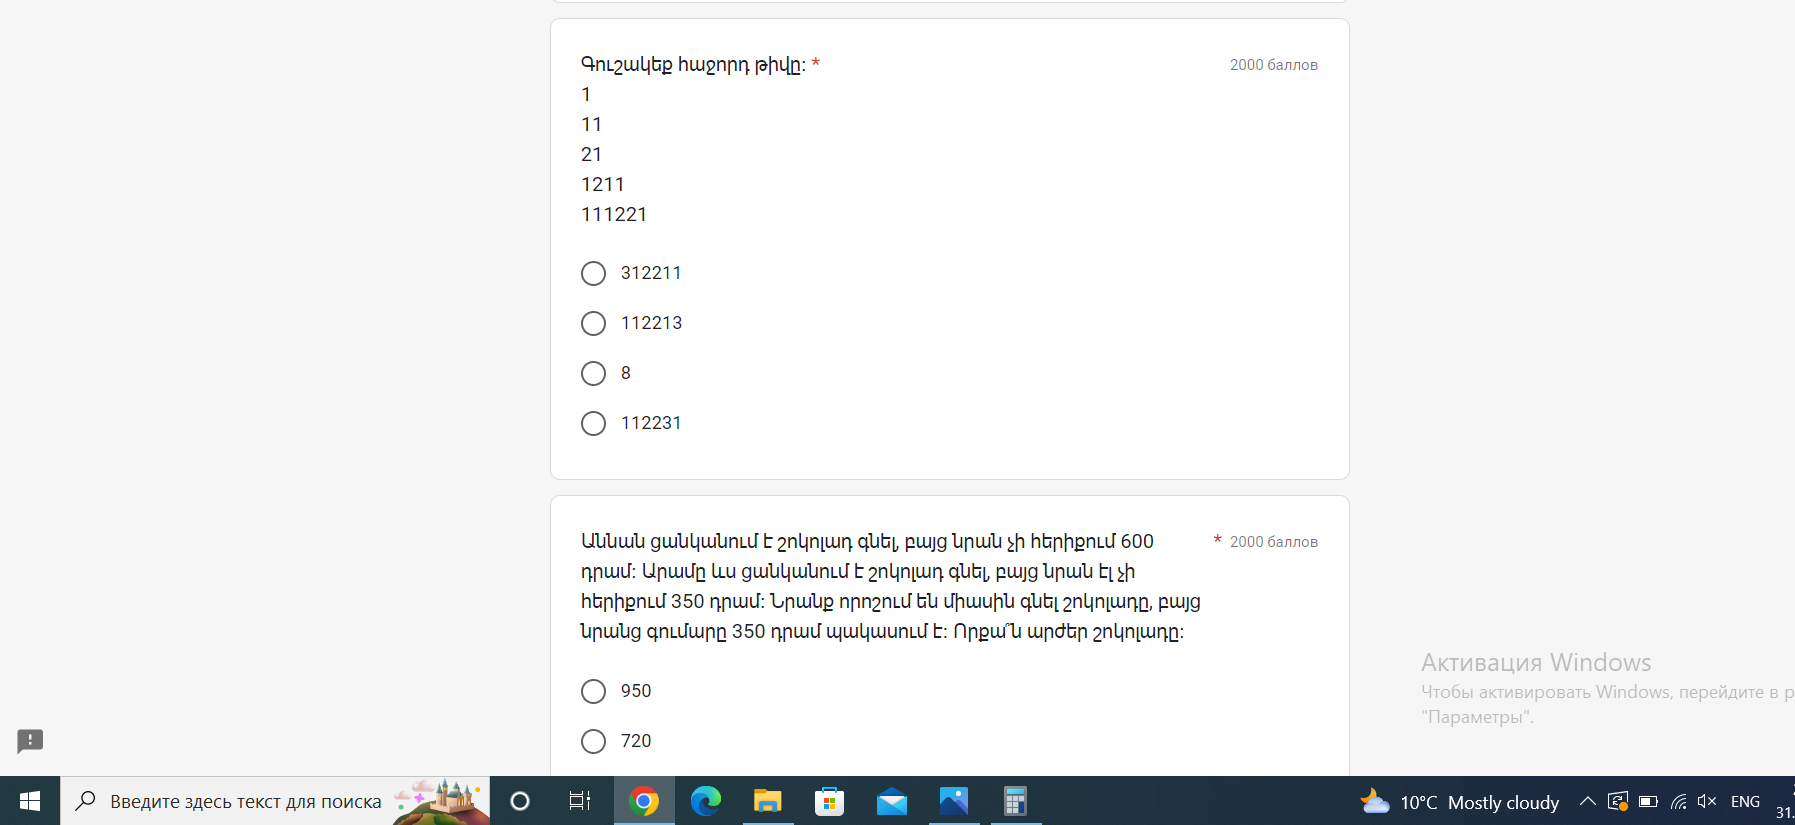 Գուշակեք հաջորդ թիվը: *
2000 баллов
1
11
21
1211
111221
312211
112213
8
112231
Աննան ցանկանում է շոկոլադ գնել, բայց նրան չի հերիքում 600
* 2000 баллов
դրամ: Արամը ևս ցանկանում է շոկոլադ գնել, բայց նրան էլ չի
հերիքում 350 դրամ: Նրանք որոշում են միասին գնել շոկոլադը, բայց
նրանց գումարը 350 դրամ պակասում է: Որքա՞ն արժեր շոկոլադը:
950
720
Активация Windows
Чтобы активировать Windows, перейдите в р
"Параметры".
Введите здесь текст для поиска
10°C Mostly cloudy
ENG
31.